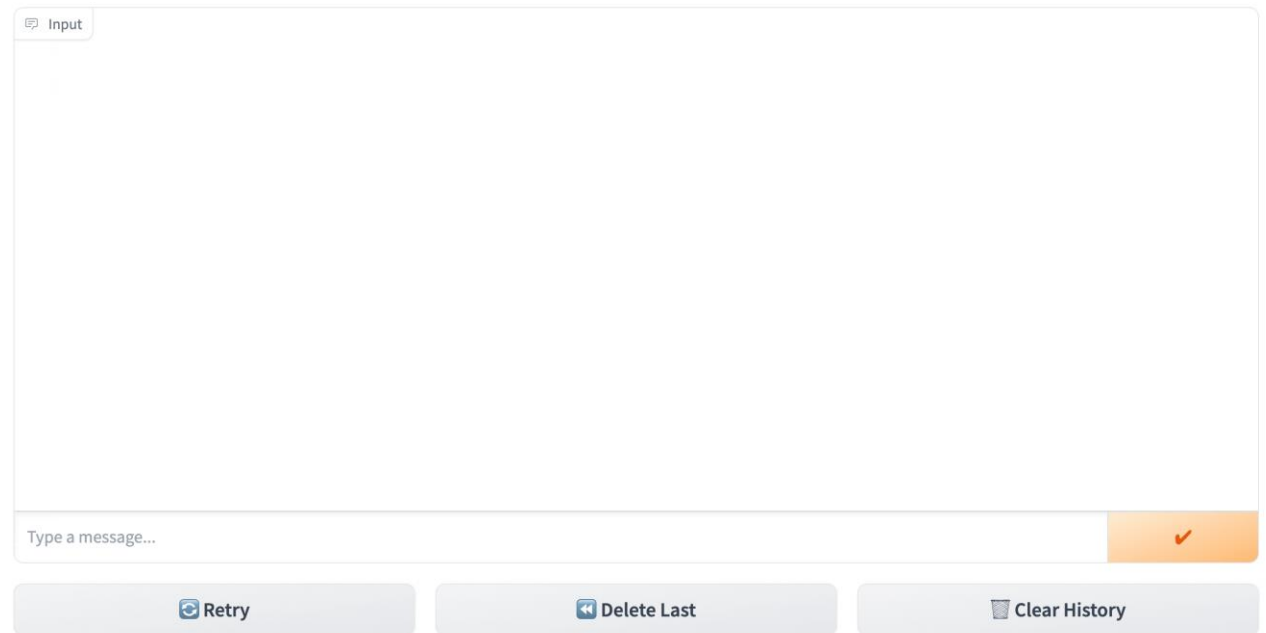 Input
Type a message...
Retry
Delete Last
Clear History